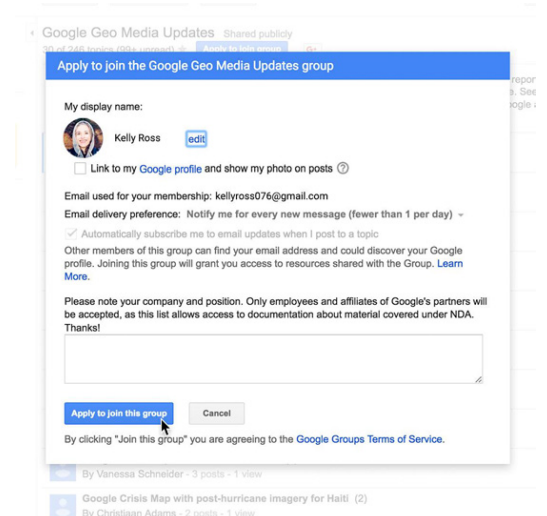 Google Geo Media Updates Shared publicly
30 of 246 topics (99+ unread) Apply to join group G+
Apply to join the Google Geo Media Updates group
My display name:
Kelly Ross edit
Link to my Google profile and show my photo on posts ?
Email used for your membership: kellyross076@gmail.com
Email delivery preference: Notify me for every new message (fewer than 1 per day)
Automatically subscribe me to email updates when I post to a topic
Other members of this group can find your email address and could discover your Google
profile. Joining this group will grant you access to resources shared with the Group. Learn
More.
Please note your company and position. Only employees and affiliates of Google's partners will
be accepted, as this list allows access to documentation about material covered under NDA.
Thanks!
Apply to join this group Cancel
By clicking "Join this group" you are agreeing to the Google Groups Terms of Service.
By Vanessa Schneider - 3 posts - 1 view
Google Crisis Map with post-hurricane imagery for Haiti (2)
By Christiaan Adams - 2 posts - 1 view